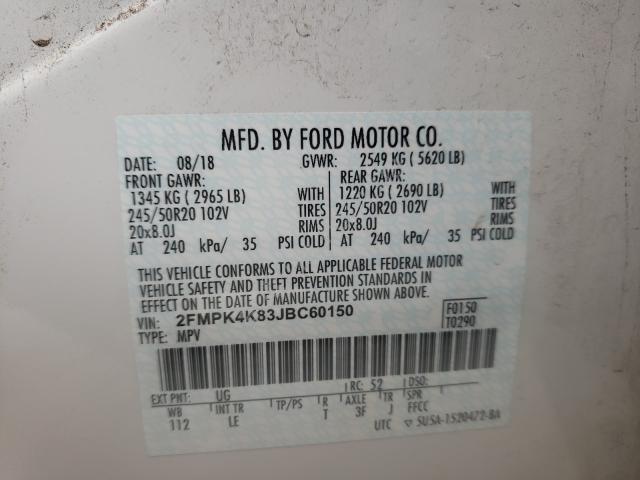 MFD. BY FORD MOTOR CO.
DATE: 08/18 GVWR: 2549 KG ( 5620 LB)
FRONT GAWR: REAR GAWR:
1345 KG ( 2965 LB) WITH 1220 KG ( 2690 LB) WITH
245/50R20 102V TIRES 245/50R20 102V TIRES
20x8.0J RIMS 20x8.0J RIMS
AT 240 kPa/ 35 PSI COLD AT 240 kPa/ 35 PSI COLD
THIS VEHICLE CONFORMS TO ALL APPLICABLE FEDERAL MOTOR
VEHICLE SAFETY AND THEFT PREVENTION STANDARDS IN
EFFECT ON THE DATE OF MANUFACTURE SHOWN ABOVE.
VIN: 2FMPK4K83JBC60150 F0150
TYPE: MPV T0290
EXT PNT: UG RC: 52 DSO:
WB INT TR TP/PS R AXLE TR SPR
112 LE T 3F J FFCC
UTC ▽ SU5A-1520472-BA